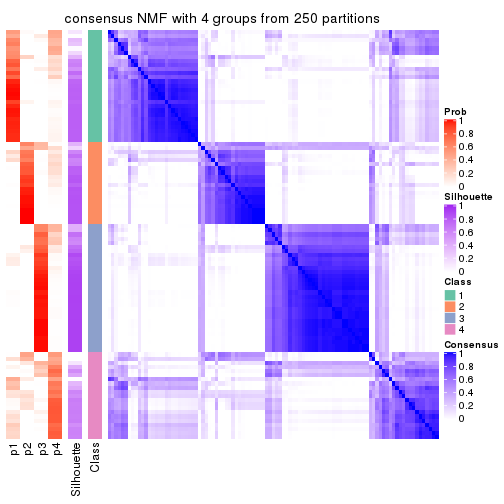 consensus NMF with 4 groups from 250 partitions
Prob
1
0.8
0.6
0.4
0.2
0
Silhouette
1
0.8
0.6
0.4
0.2
0
Class
1
2
3
4
Consensus
1
0.8
0.6
0.4
0.2
0
p1
p2
p3
p4
Silhouette
Class